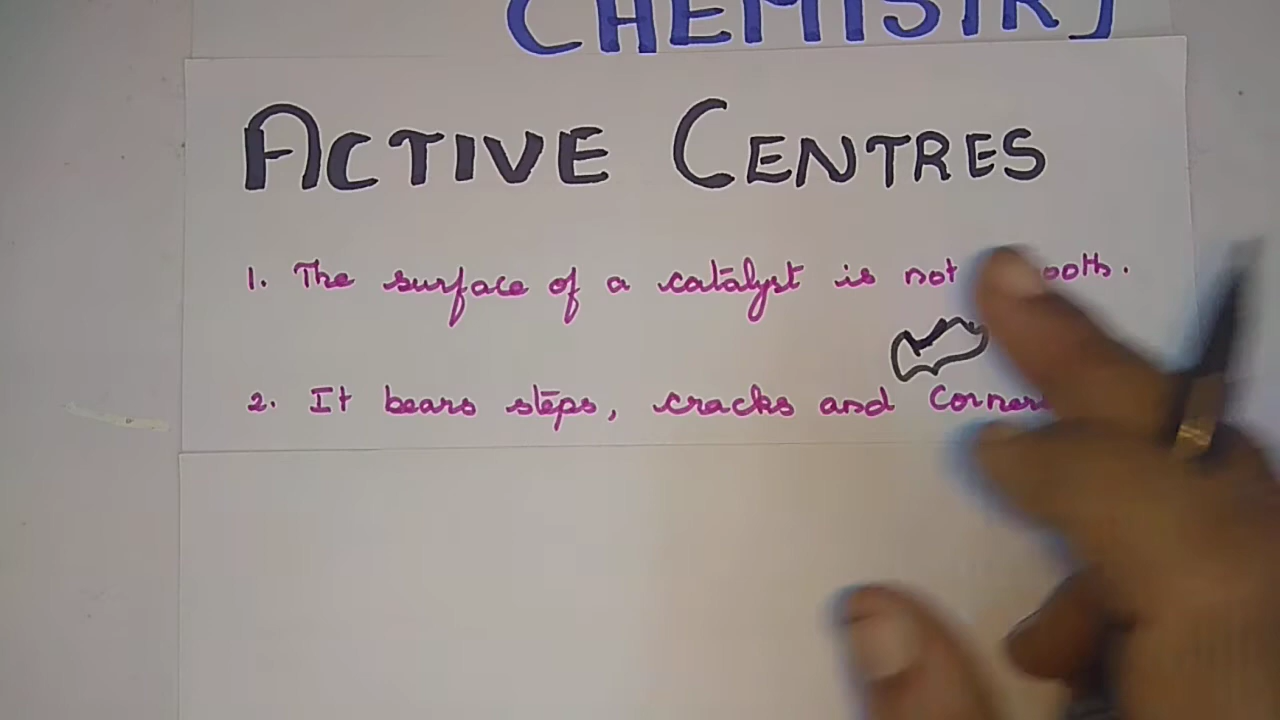 CHEMISTRY
ACTIVE CENTRES
1. The surface of a catalyst is not
2. It bears steps, cracks and